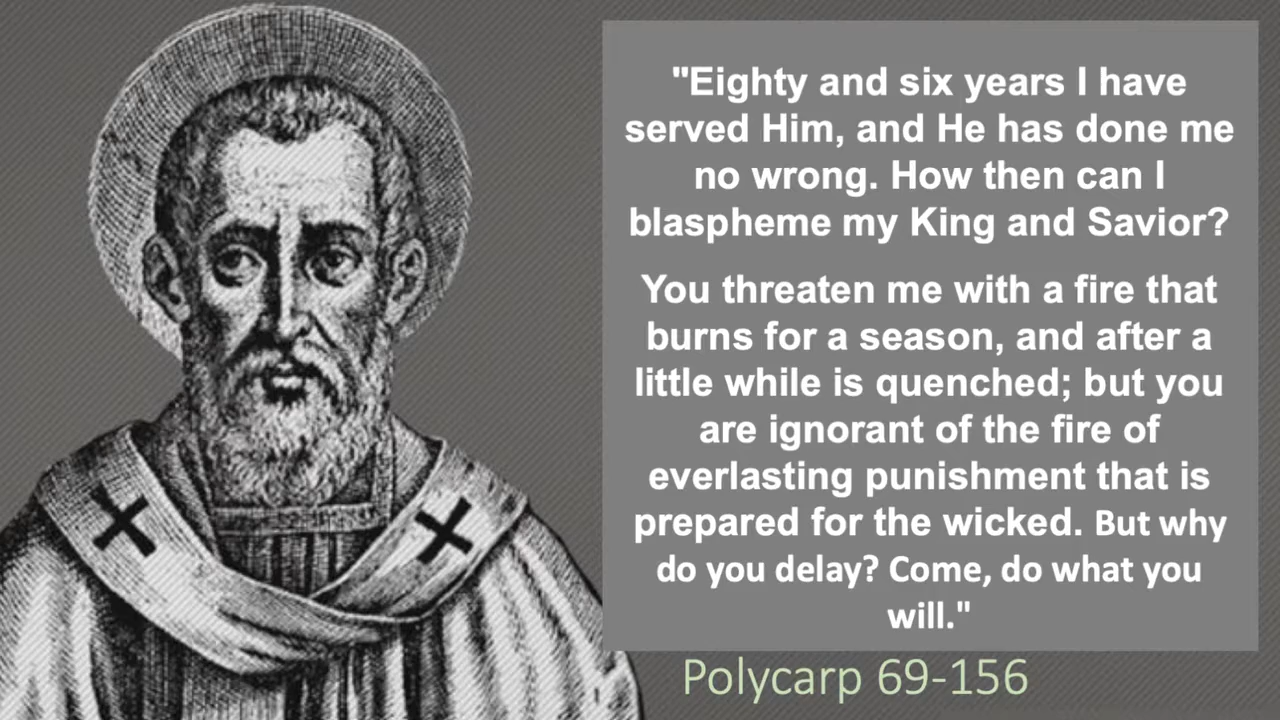 "Eighty and six years I have
served Him, and He has done me
no wrong. How then can I
blaspheme my King and Savior?
You threaten me with a fire that
burns for a season, and after a
little while is quenched; but you
are ignorant of the fire of
everlasting punishment that is
prepared for the wicked. But why
do you delay? Come, do what you
will."
Polycarp 69-156